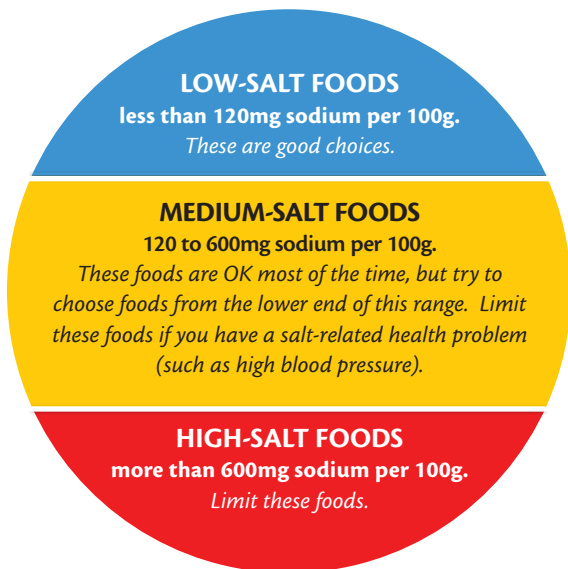 LOW-SALT FOODS
less than 120mg sodium per 100g.
These are good choices.
MEDIUM-SALT FOODS
120 to 600mg sodium per 100g.
These foods are OK most of the time, but try to
choose foods from the lower end of this range.  Limit
these foods if you have a salt-related health problem
(such as high blood pressure).
HIGH-SALT FOODS
more than 600mg sodium per 100g.
Limit these foods.